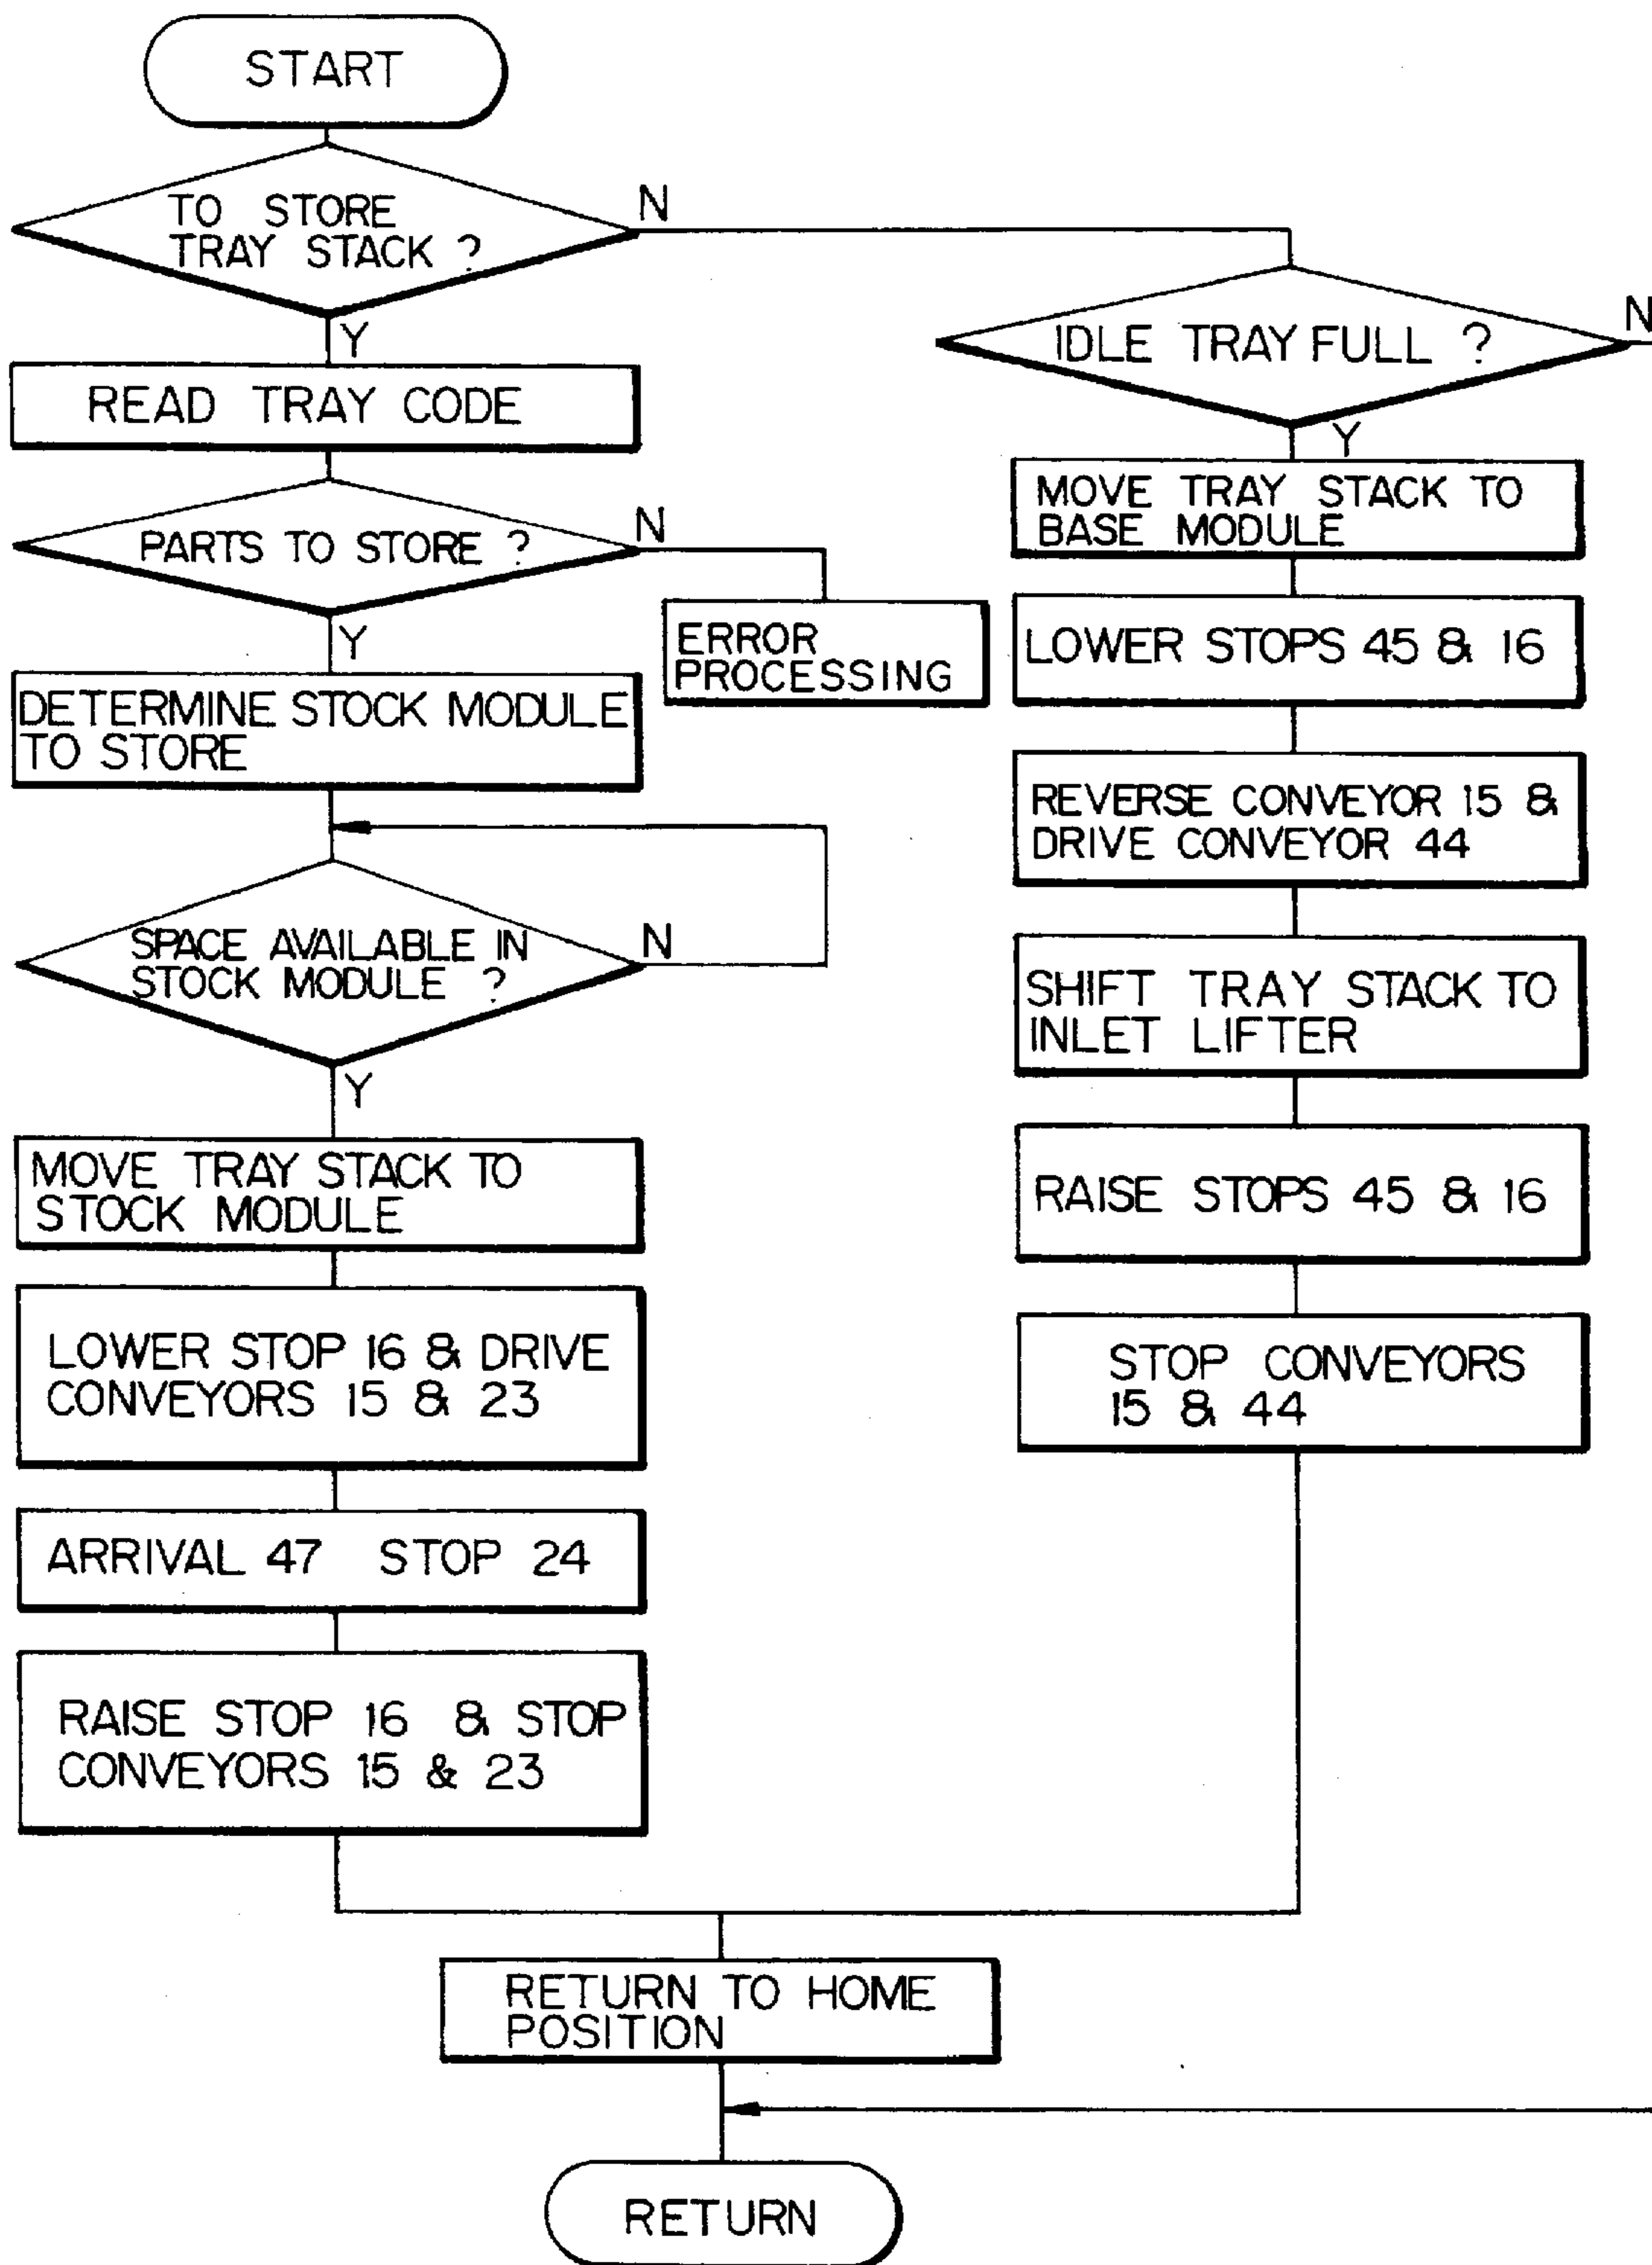 START
TO STORE
TRAY STACK ?
N
Y
READ TRAY CODE
PARTS TO STORE ?
N
Y
ERROR
PROCESSING
DETERMINE STOCK MODULE
TO STORE
SPACE AVAILABLE IN
STOCK MODULE ?
N
Y
MOVE TRAY STACK TO
STOCK MODULE
LOWER STOP 16 & DRIVE
CONVEYORS 15 & 23
ARRIVAL 47 STOP 24
RAISE STOP 16 & STOP
CONVEYORS 15 & 23
IDLE TRAY FULL ?
N
Y
MOVE TRAY STACK TO
BASE MODULE
LOWER STOPS 45 & 16
REVERSE CONVEYOR 15 &
DRIVE CONVEYOR 44
SHIFT TRAY STACK TO
INLET LIFTER
RAISE STOPS 45 & 16
STOP CONVEYORS
15 & 44
RETURN TO HOME
POSITION
RETURN